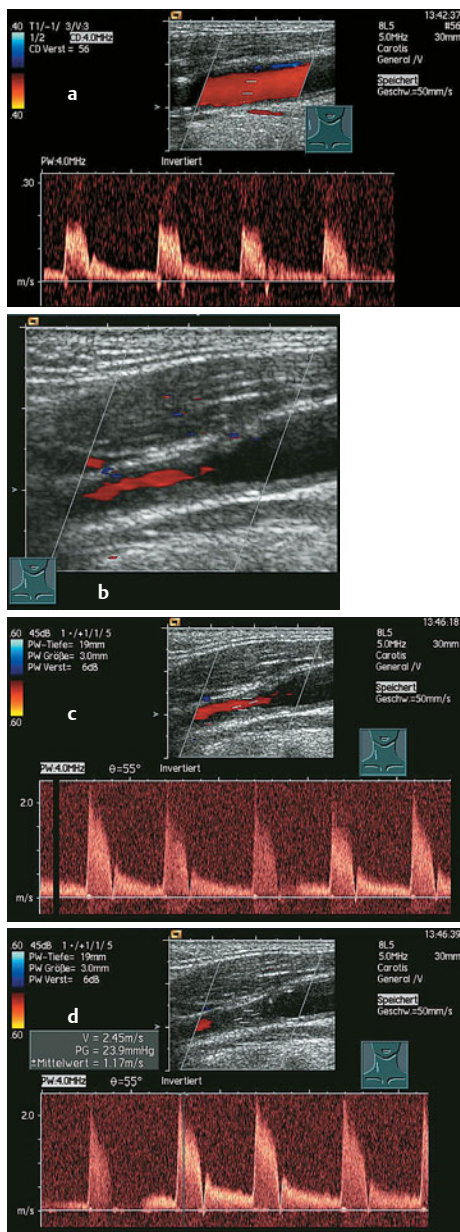 .40
T1/-1/ 3/V:3
1/2 CD:4.0MHz
CD Verst = 56
.40
a
13:42:37
8L5 #56
5.0MHz 30mm
Carotis
General /V
Speichert
Geschw.=50mm/s
PW:4.0MHz Invertiert
.30
m/s
b
.60
45dB 1 •/+1/1/ 5
PW-Tiefe= 19mm
PW Größe= 3.0mm
PW Verst= 6dB
.60
c
13:46:18
8L5
5.0MHz 30mm
Carotis
General /V
Speichert
Geschw.=50mm/s
PW:4.0MHz θ=55° Invertiert
2.0
m/s
.60
45dB 1 •/+1/1/ 5
PW-Tiefe= 19mm
PW Größe= 3.0mm
PW Verst= 6dB
.60
d
V = 2.45m/s
PG = 23.9mmHg
±Mittelwert = 1.17m/s
13:46:39
8L5
5.0MHz 30mm
Carotis
General /V
Speichert
Geschw.=50mm/s
PW:4.0MHz θ=55° Invertiert
2.0
m/s